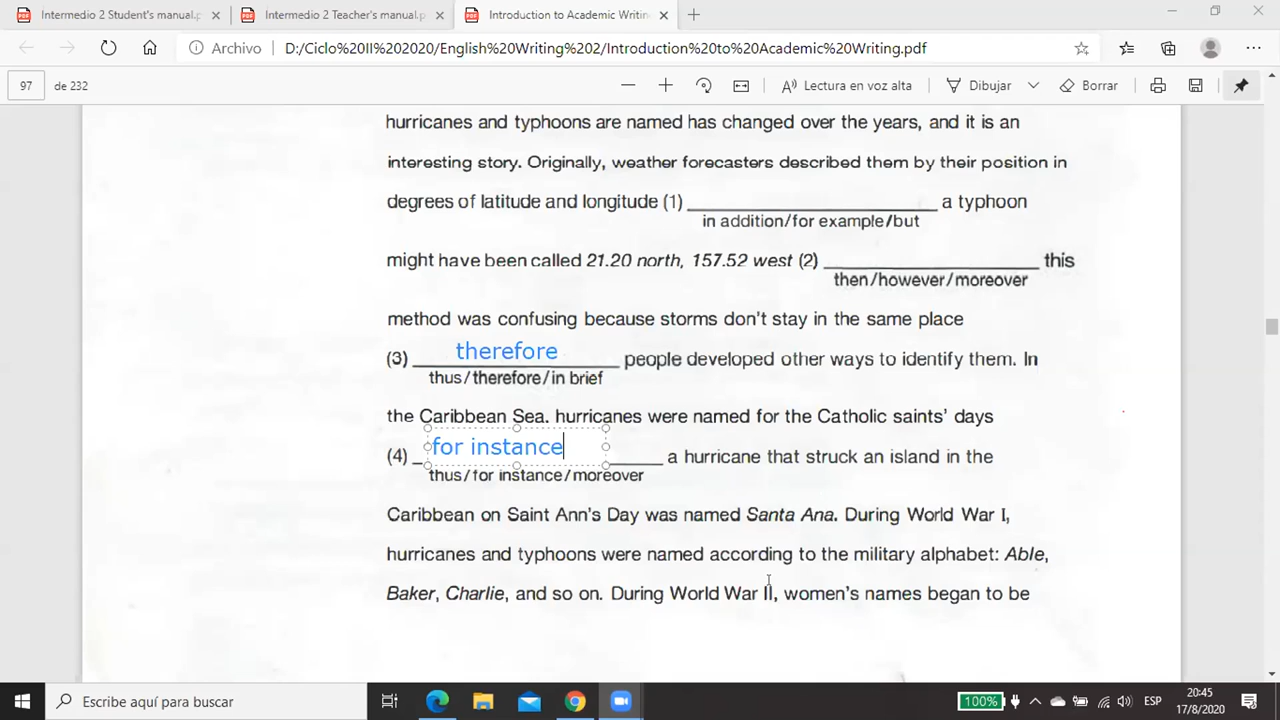 Intermedio 2 Student's manual.p
Intermedio 2 Teacher's manual.p
Introduction to Academic Writin
Archivo
D:/Ciclo%20II%202020/English%20Writing%202/Introduction%20to%20Academic%20Writing.pdf
97 de 232
Lectura en voz alta
Dibujar
Borrar
hurricanes and typhoons are named has changed over the years, and it is an
interesting story. Originally, weather forecasters described them by their position in
degrees of latitude and longitude (1) ____________________ a typhoon
in addition/for example/but
might have been called 21.20 north, 157.52 west (2) ____________________ this
then/however/moreover
method was confusing because storms don't stay in the same place
(3) therefore people developed other ways to identify them. In
thus/therefore/in brief
the Caribbean Sea. hurricanes were named for the Catholic saints' days
(4) _ for instance ____ a hurricane that struck an island in the
thus/for instance/moreover
Caribbean on Saint Ann's Day was named Santa Ana. During World War I,
hurricanes and typhoons were named according to the military alphabet: Able,
Baker, Charlie, and so on. During World War II, women's names began to be
Escribe aquí para buscar
100%
ESP
20:45
17/8/2020